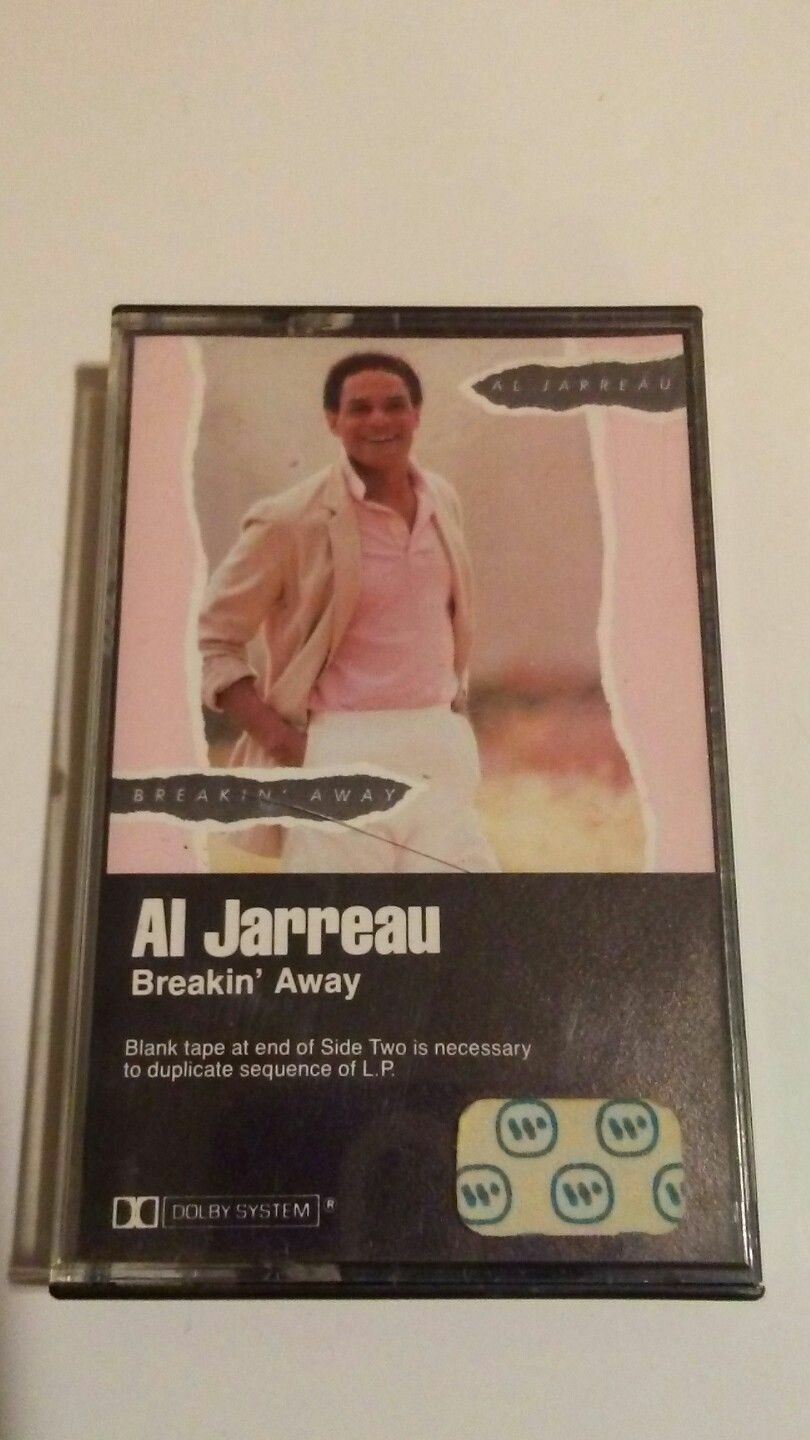 AL JARREAU
BREAKIN' AWAY
Al Jarreau
Breakin' Away
Blank tape at end of Side Two is necessary
to duplicate sequence of L.P.
DOLBY SYSTEM ®